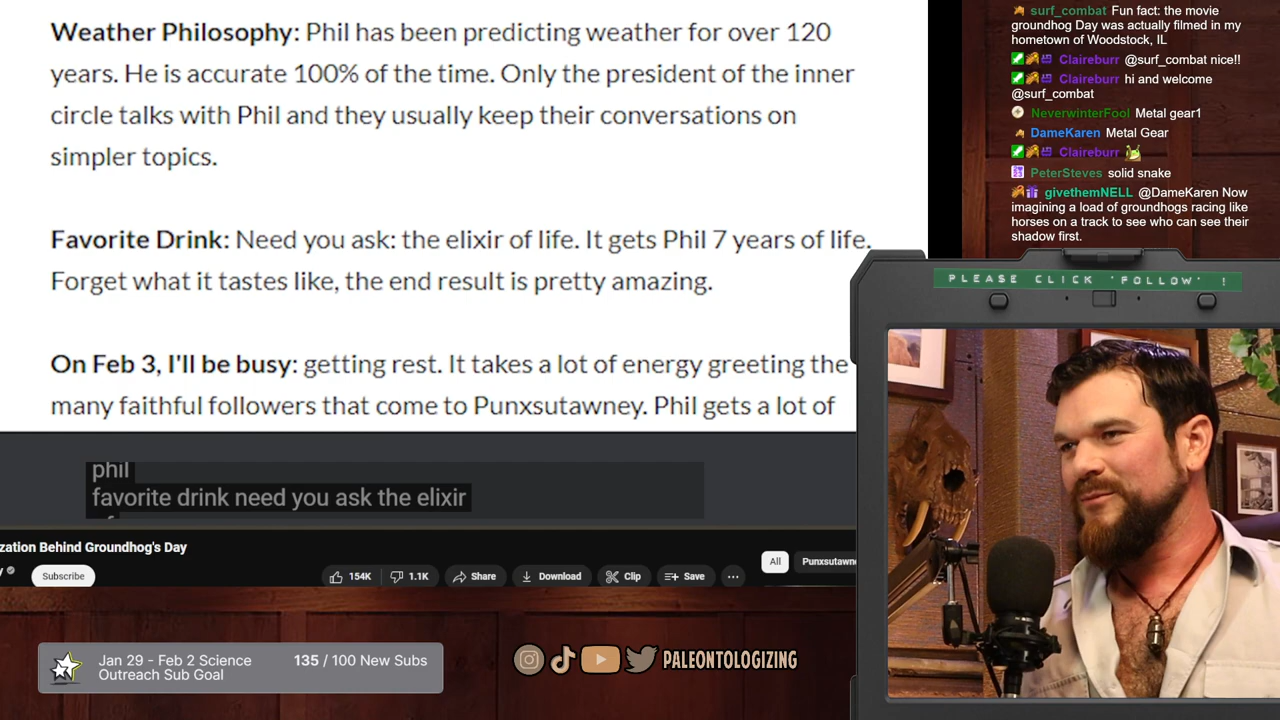 Weather Philosophy: Phil has been predicting weather for over 120
years. He is accurate 100% of the time. Only the president of the inner
circle talks with Phil and they usually keep their conversations on
simpler topics.
Favorite Drink: Need you ask: the elixir of life. It gets Phil 7 years of life.
Forget what it tastes like, the end result is pretty amazing.
On Feb 3, I'll be busy: getting rest. It takes a lot of energy greeting the
many faithful followers that come to Punxsutawney. Phil gets a lot of
phil
favorite drink need you ask the elixir
zation Behind Groundhog's Day
Subscribe
154K
1.1K
Share
Download
Clip
Save
All
Punxsutawn
Jan 29 - Feb 2 Science
Outreach Sub Goal
135 / 100 New Subs
PALEONTOLOGIZING
surf_combat Fun fact: the movie
groundhog Day was actually filmed in my
hometown of Woodstock, IL
Claireburr @surf_combat nice!!
Claireburr hi and welcome
@surf_combat
NeverwinterFool Metal gear1
DameKaren Metal Gear
Claireburr
PeterSteves solid snake
givethemNELL @DameKaren Now
imagining a load of groundhogs racing like
horses on a track to see who can see their
shadow first.
PLEASE CLICK 'FOLLOW' !